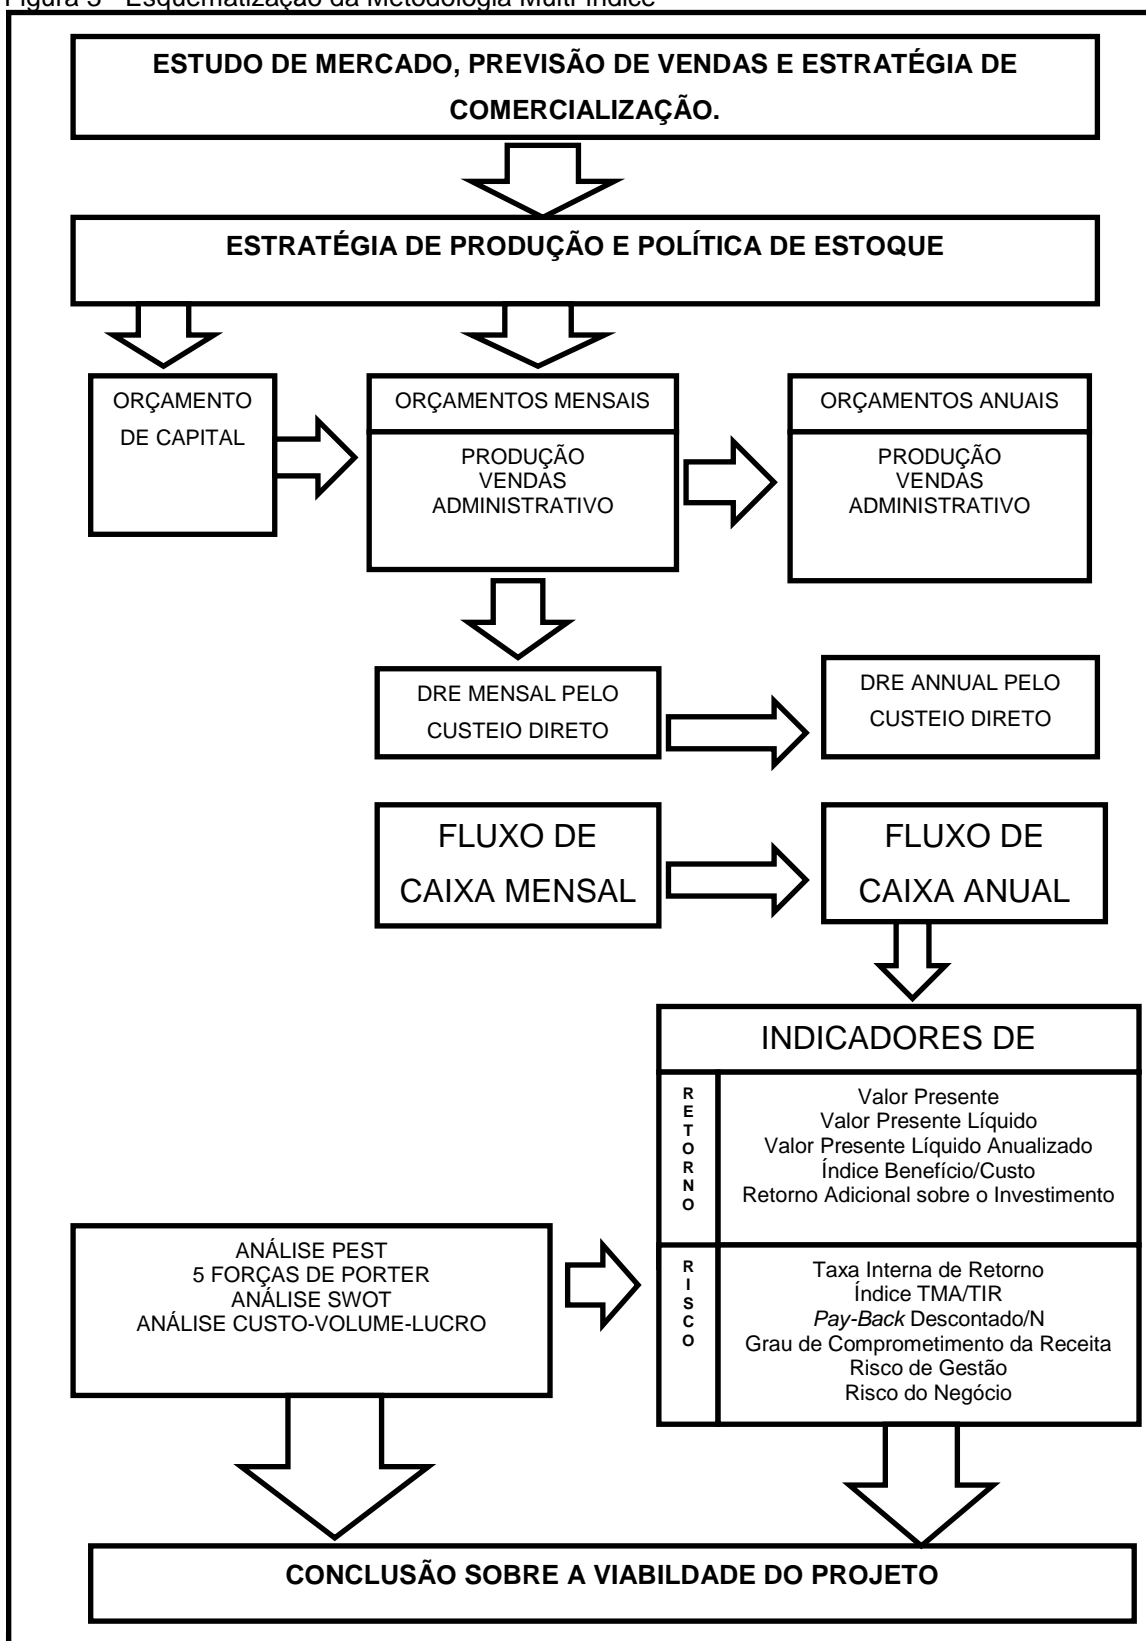 Figura 3 - Esquematização da Metodologia Multi-Índice
ESTUDO DE MERCADO, PREVISÃO DE VENDAS E ESTRATÉGIA DE
COMERCIALIZAÇÃO.
ESTRATÉGIA DE PRODUÇÃO E POLÍTICA DE ESTOQUE
ORÇAMENTO
DE CAPITAL
ORÇAMENTOS MENSAIS
PRODUÇÃO
VENDAS
ADMINISTRATIVO
ORÇAMENTOS ANUAIS
PRODUÇÃO
VENDAS
ADMINISTRATIVO
DRE MENSAL PELO
CUSTEIO DIRETO
DRE ANNUAL PELO
CUSTEIO DIRETO
FLUXO DE
CAIXA MENSAL
FLUXO DE
CAIXA ANUAL
INDICADORES DE
RETORNO
Valor Presente
Valor Presente Líquido
Valor Presente Líquido Anualizado
Índice Benefício/Custo
Retorno Adicional sobre o Investimento
ANÁLISE PEST
5 FORÇAS DE PORTER
ANÁLISE SWOT
ANÁLISE CUSTO-VOLUME-LUCRO
RISCO
Taxa Interna de Retorno
Índice TMA/TIR
Pay-Back Descontado/N
Grau de Comprometimento da Receita
Risco de Gestão
Risco do Negócio
CONCLUSÃO SOBRE A VIABILDADE DO PROJETO